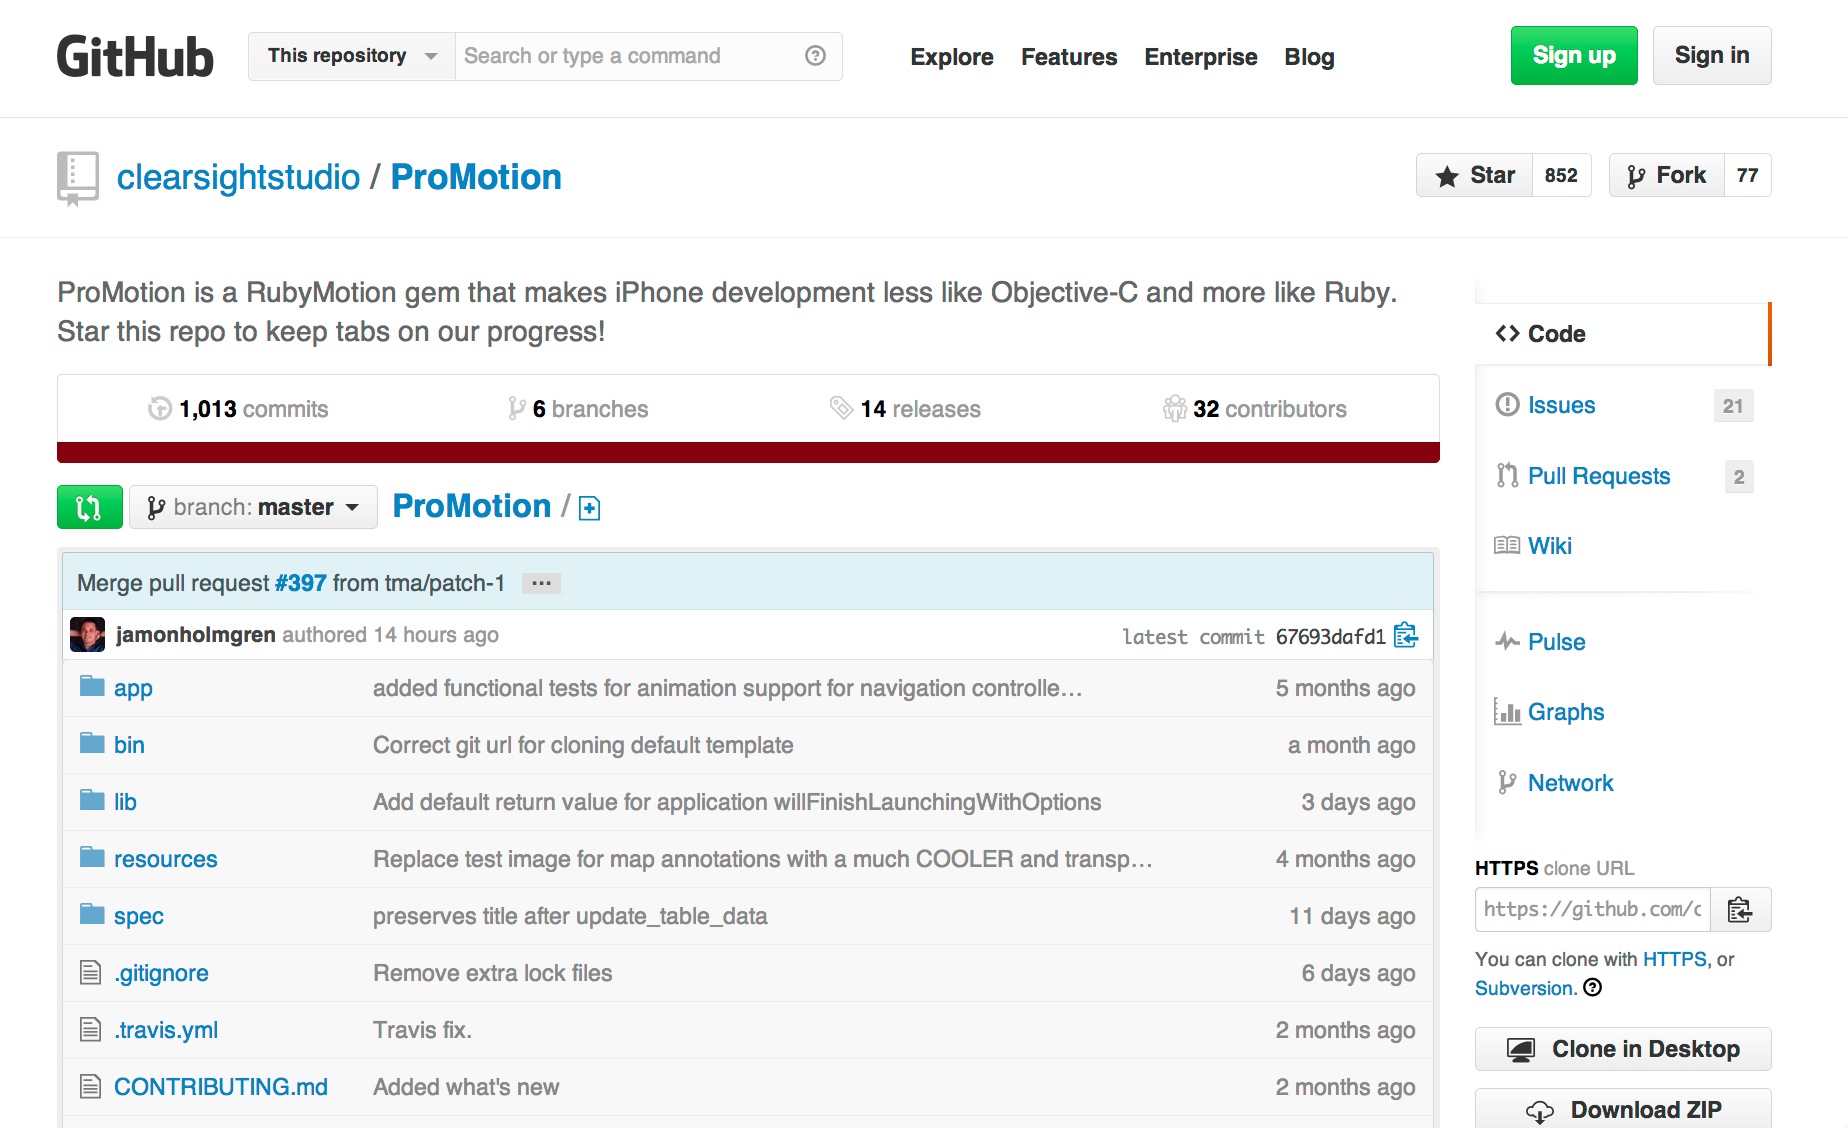 GitHub This repository Search or type a command Explore Features Enterprise Blog Sign up Sign in
clearsightstudio / ProMotion Star 852 Fork 77
ProMotion is a RubyMotion gem that makes iPhone development less like Objective-C and more like Ruby.
Star this repo to keep tabs on our progress!
1,013 commits 6 branches 14 releases 32 contributors
branch: master ProMotion /
Merge pull request #397 from tma/patch-1 ...
jamonholmgren authored 14 hours ago latest commit 67693dafd1
app added functional tests for animation support for navigation controlle… 5 months ago
bin Correct git url for cloning default template a month ago
lib Add default return value for application willFinishLaunchingWithOptions 3 days ago
resources Replace test image for map annotations with a much COOLER and transp… 4 months ago
spec preserves title after update_table_data 11 days ago
.gitignore Remove extra lock files 6 days ago
.travis.yml Travis fix. 2 months ago
CONTRIBUTING.md Added what's new 2 months ago
Code
Issues 21
Pull Requests 2
Wiki
Pulse
Graphs
Network
HTTPS clone URL
https://github.com/c
You can clone with HTTPS, or
Subversion.
Clone in Desktop
Download ZIP